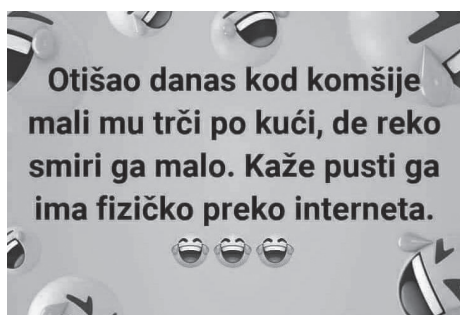 Otišao danas kod komšije
mali mu trči po kući, de reko
smiri ga malo. Kaže pusti ga
ima fizičko preko interneta.
😂😂😂